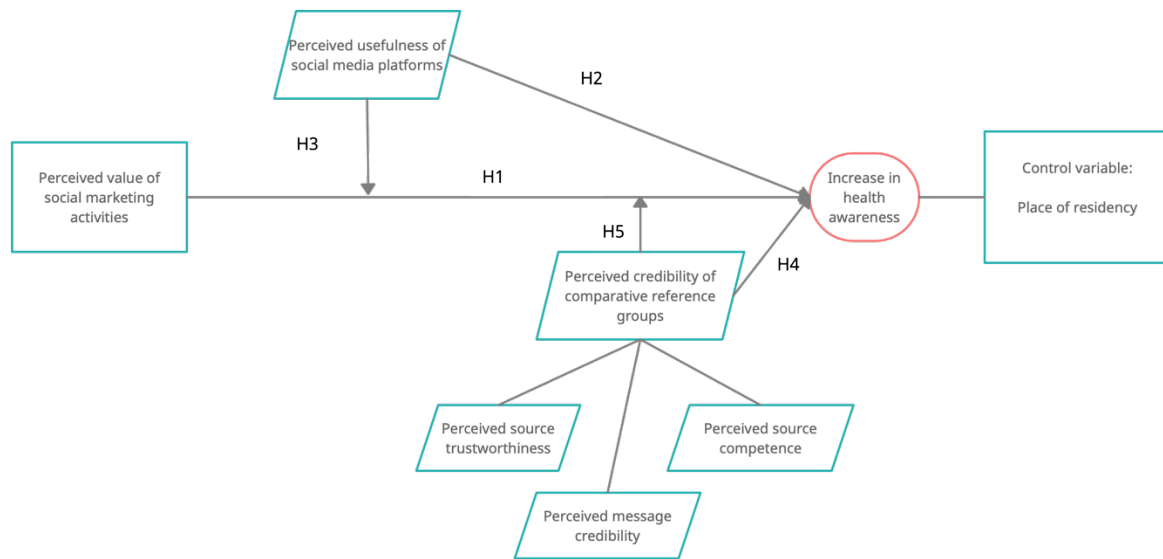 Perceived usefulness of
social media platforms
H2
H3
Perceived value of
social marketing
activities
H1
Increase in
health
awareness
Control variable:
Place of residency
H5
H4
Perceived credibility of
comparative reference
groups
Perceived source
trustworthiness
Perceived source
competence
Perceived message
credibility